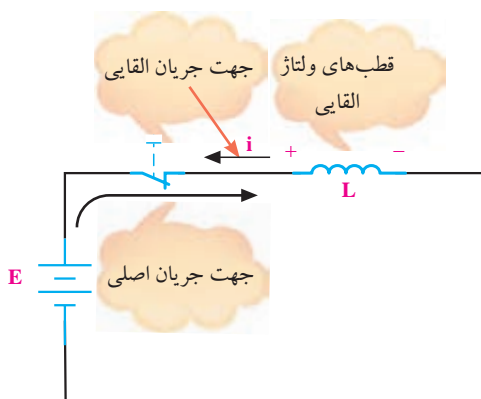 قطب‌های ولتاژ
القایی
جهت جریان القایی
i
+
−
L
جهت جریان اصلی
E